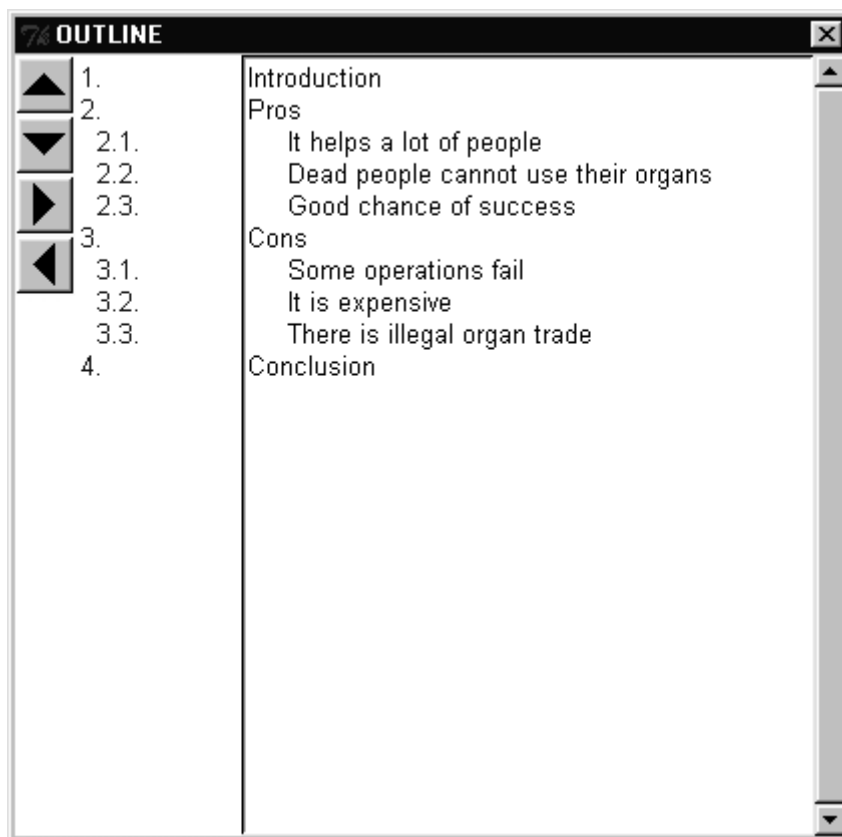 OUTLINE
1. Introduction
2. Pros
2.1. It helps a lot of people
2.2. Dead people cannot use their organs
2.3. Good chance of success
3. Cons
3.1. Some operations fail
3.2. It is expensive
3.3. There is illegal organ trade
4. Conclusion